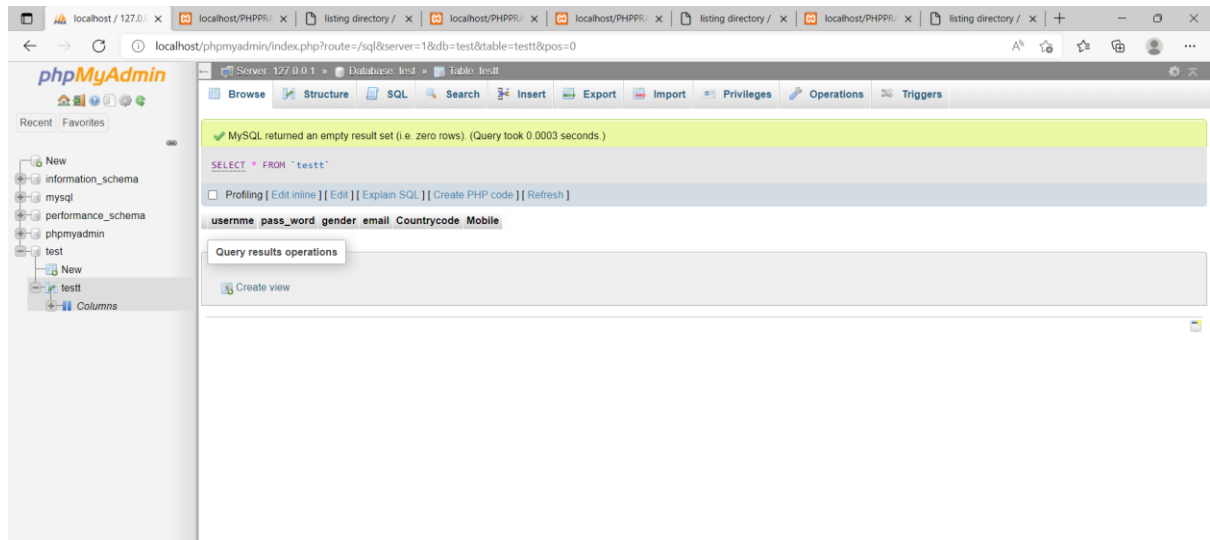 localhost / 127.0.0 localhost/PHPPR/ listing directory / localhost/PHPPR/ localhost/PHPPR/ listing directory / localhost/PHPPR/ listing directory /
localhost/phpmyadmin/index.php?route=/sql&server=1&db=test&table=testt&pos=0
phpMyAdmin
Recent Favorites
New
information_schema
mysql
performance_schema
phpmyadmin
test
New
testt
Columns
Server: 127.0.0.1 » Database: test » Table: testt
Browse Structure SQL Search Insert Export Import Privileges Operations Triggers
MySQL returned an empty result set (i.e. zero rows). (Query took 0.0003 seconds.)
SELECT * FROM `testt`
Profiling [ Edit inline ] [ Edit ] [ Explain SQL ] [ Create PHP code ] [ Refresh ]
usernme pass_word gender email Countrycode Mobile
Query results operations
Create view